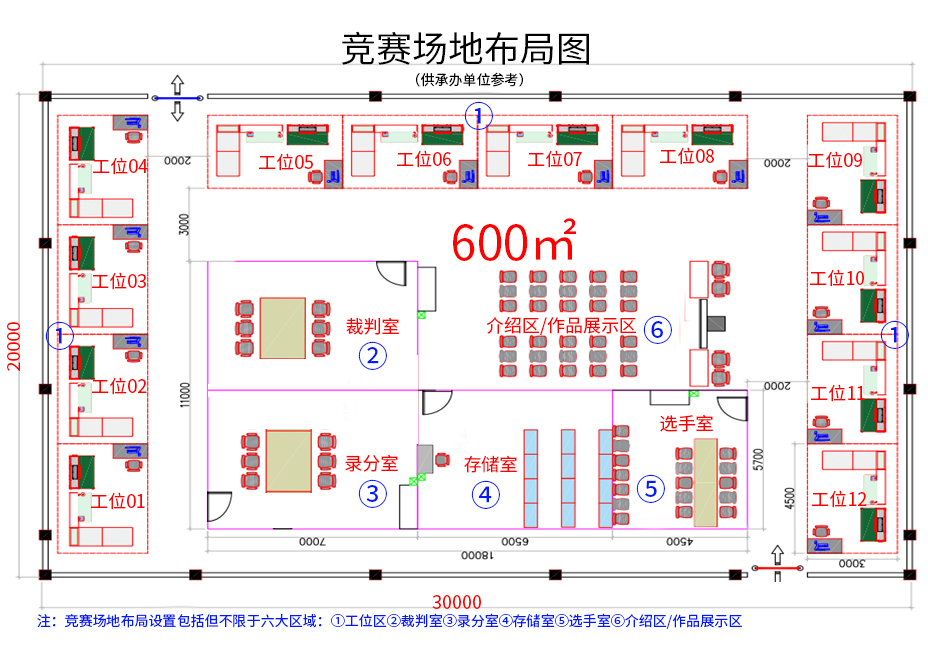 竞赛场地布局图
（供承办单位参考）
①
工位04
2000
工位05
工位06
工位07
工位08
2000
工位09
3000
600㎡
工位03
工位10
介绍区/作品展示区
⑥
20000
①
裁判室
②
①
工位02
11000
2000
工位11
选手室
录分室
③
存储室
④
⑤
5700
4500
工位01
工位12
7000
6500
4500
18000
3000
30000
注：竞赛场地布局设置包括但不限于六大区域：①工位区②裁判室③录分室④存储室⑤选手室⑥介绍区/作品展示区